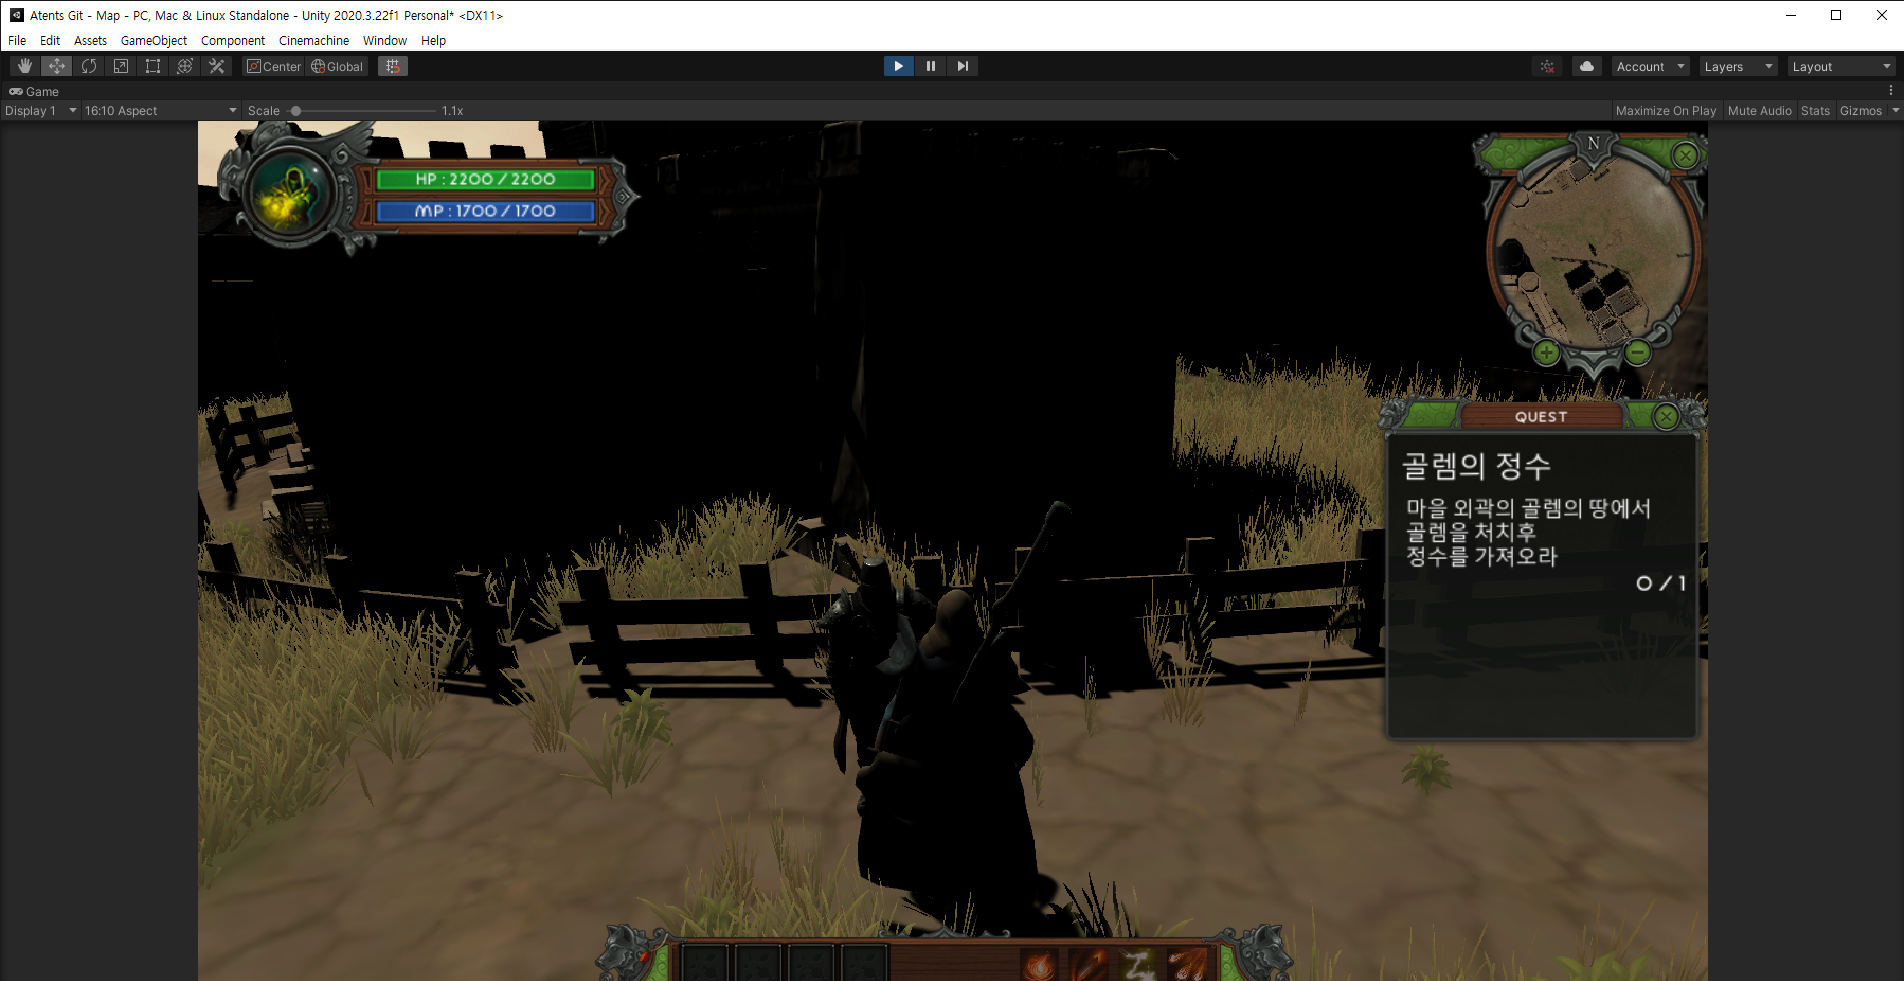 Atents Git - Map - PC, Mac & Linux Standalone - Unity 2020.3.22f1 Personal* <DX11>
File Edit Assets GameObject Component Cinemachine Window Help
Center Global Account Layers Layout
Game
Display 1 16:10 Aspect Scale 1.1x Maximize On Play Mute Audio Stats Gizmos
N
HP : 2200 / 2200
MP : 1700 / 1700
QUEST
골렘의 정수
마을 외곽의 골렘의 땅에서
골렘을 처치후
정수를 가져오라
0 / 1